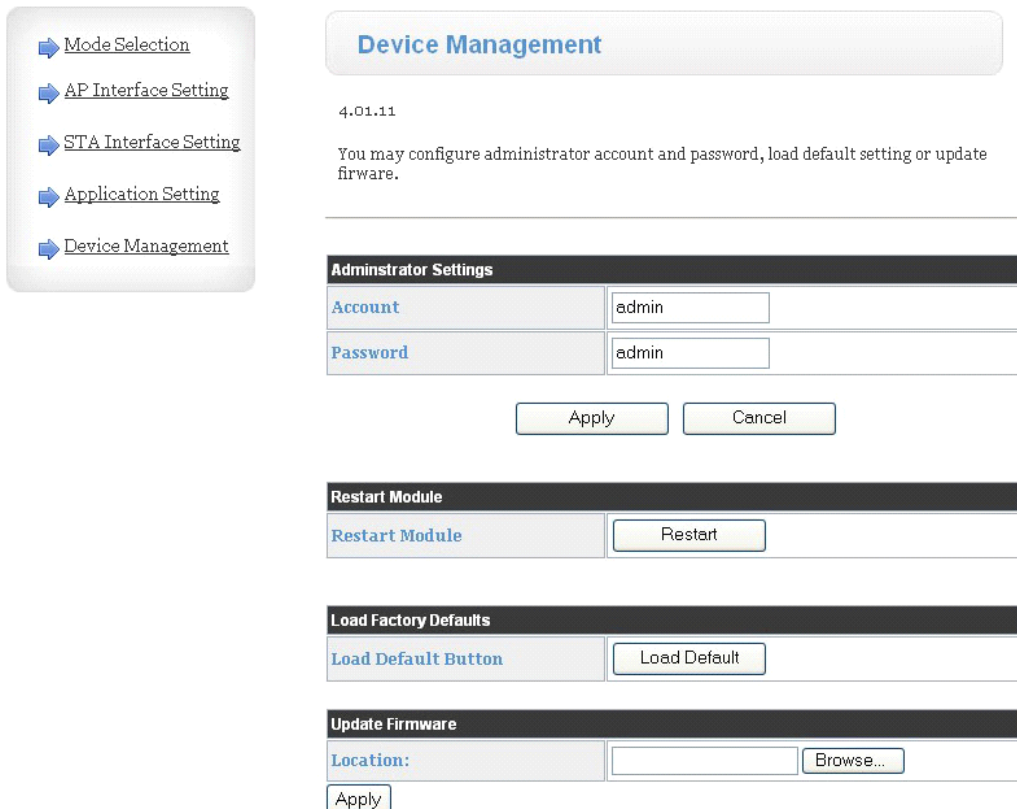 Mode Selection
AP Interface Setting
STA Interface Setting
Application Setting
Device Management
Device Management
4.01.11
You may configure administrator account and password, load default setting or update
firware.
Adminstrator Settings
Account admin
Password admin
Apply Cancel
Restart Module
Restart Module Restart
Load Factory Defaults
Load Default Button Load Default
Update Firmware
Location: Browse...
Apply